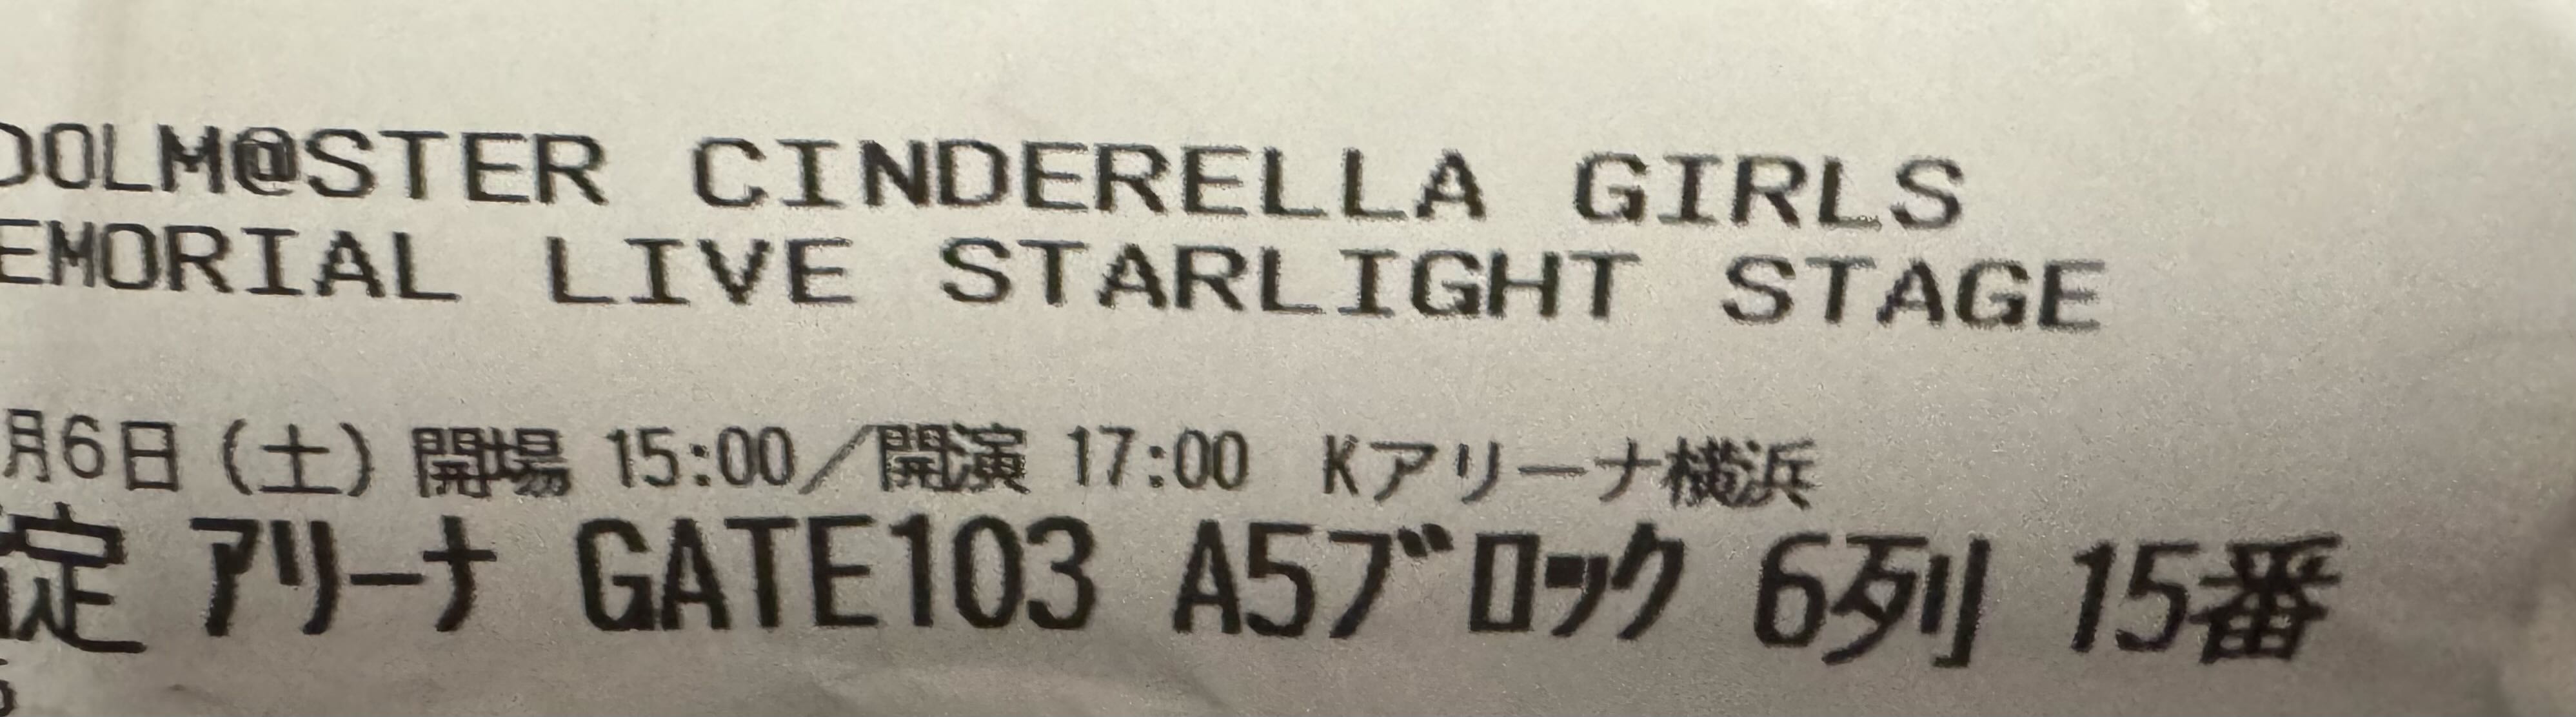 DOLM@STER CINDERELLA GIRLS
EMORIAL LIVE STARLIGHT STAGE
月6日(土) 開場 15:00/開演 17:00 Kアリーナ横浜
定 アリーナ GATE103 A5ブロック 6列 15番